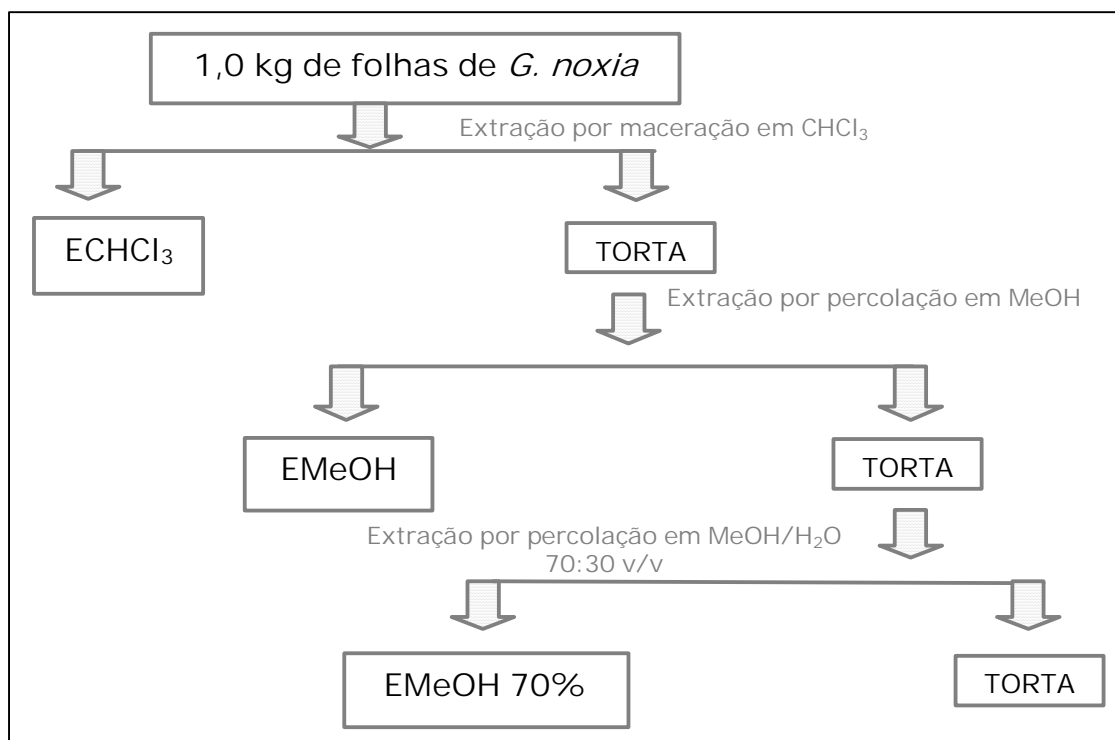 1,0 kg de folhas de G. noxia
Extração por maceração em CHCl₃
ECHCl₃
TORTA
Extração por percolação em MeOH
EMeOH
TORTA
Extração por percolação em MeOH/H₂O
70:30 v/v
EMeOH 70%
TORTA